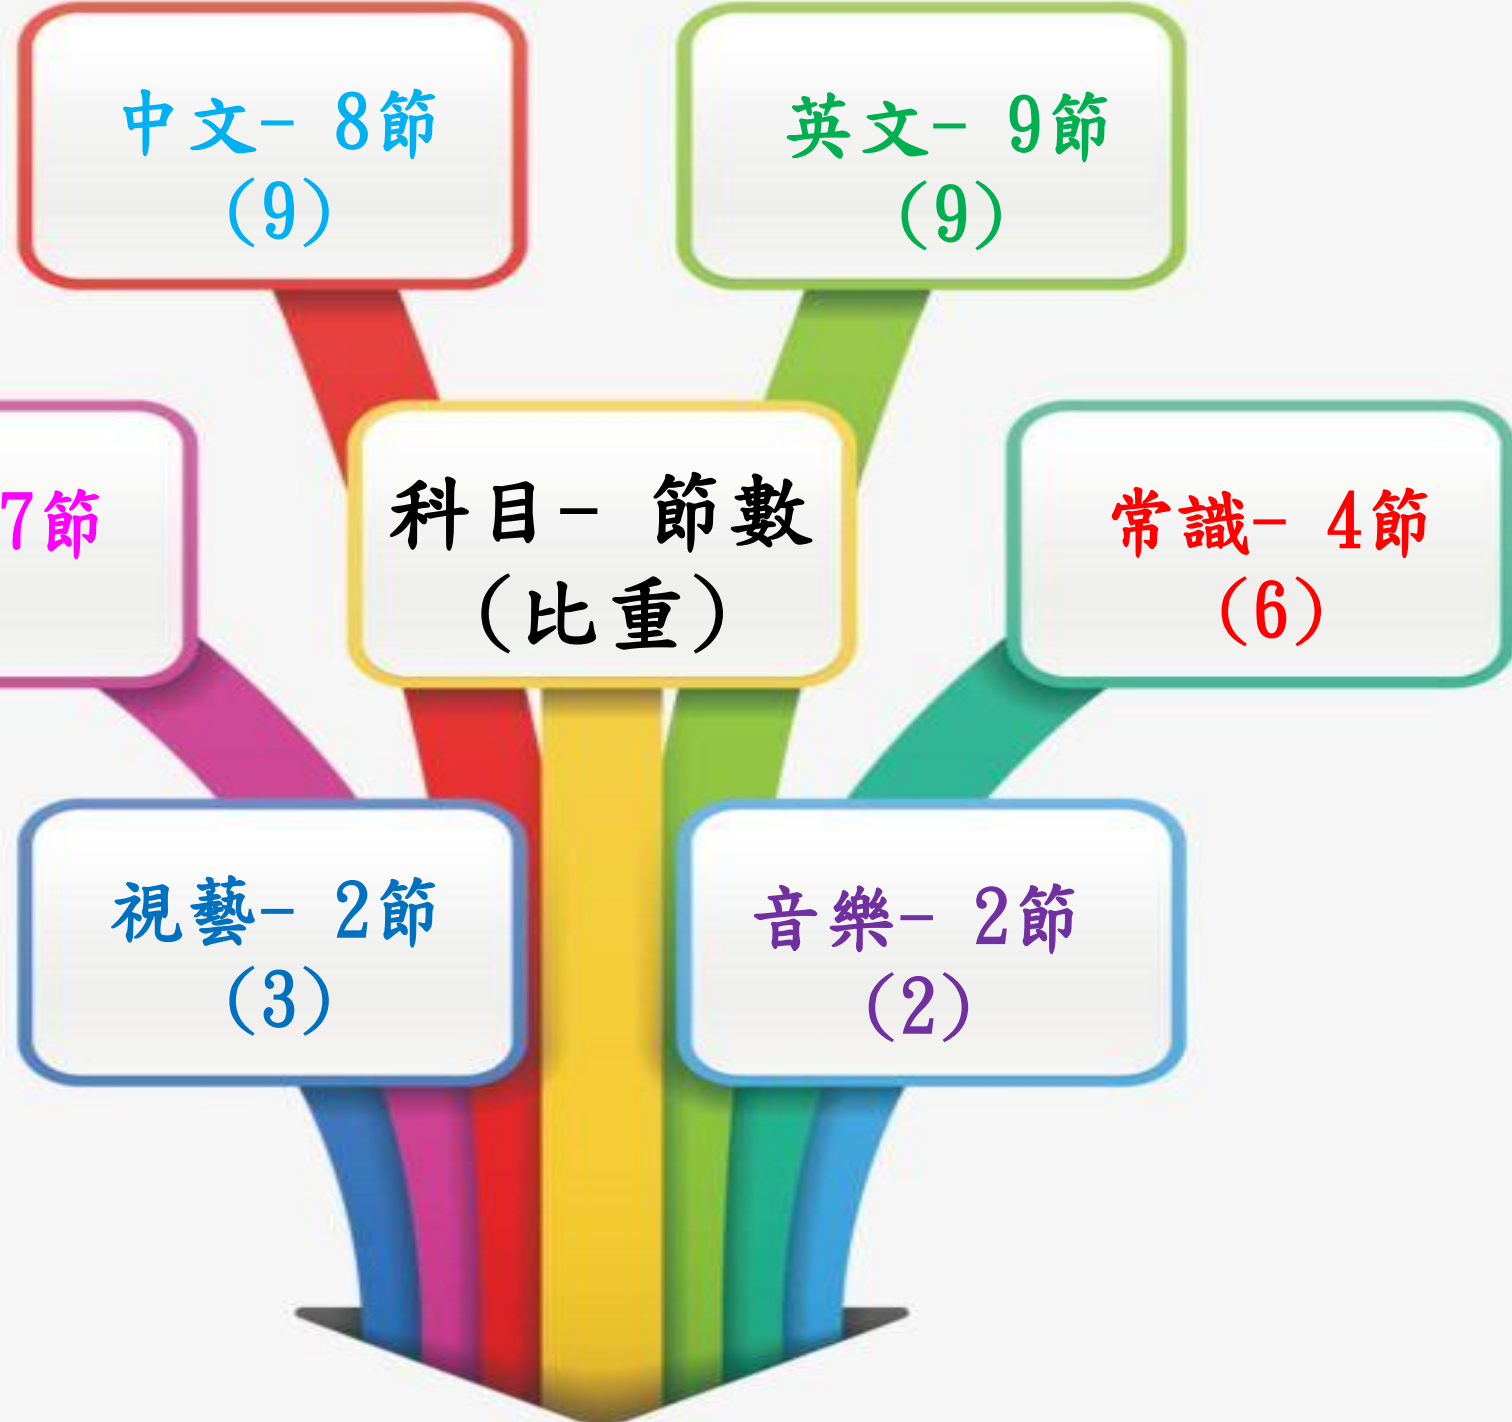 中文- 8節
(9)
英文- 9節
(9)
7節
科目- 節數
(比重)
常識- 4節
(6)
視藝- 2節
(3)
音樂- 2節
(2)